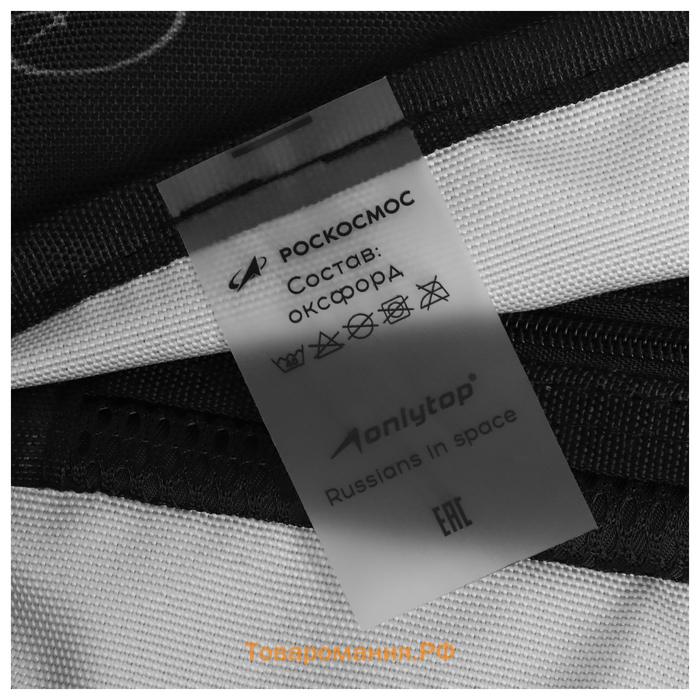 РОСКОСМОС
Состав:
оксфорд
onlytop®
Russians in space
EAC
Товаромания.РФ